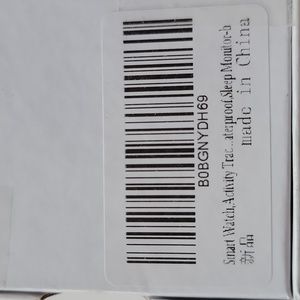 B0BGNYDH69
Smart Watch,Activity Trac...aterproof,Sleep Monitor-b
新品
made in China